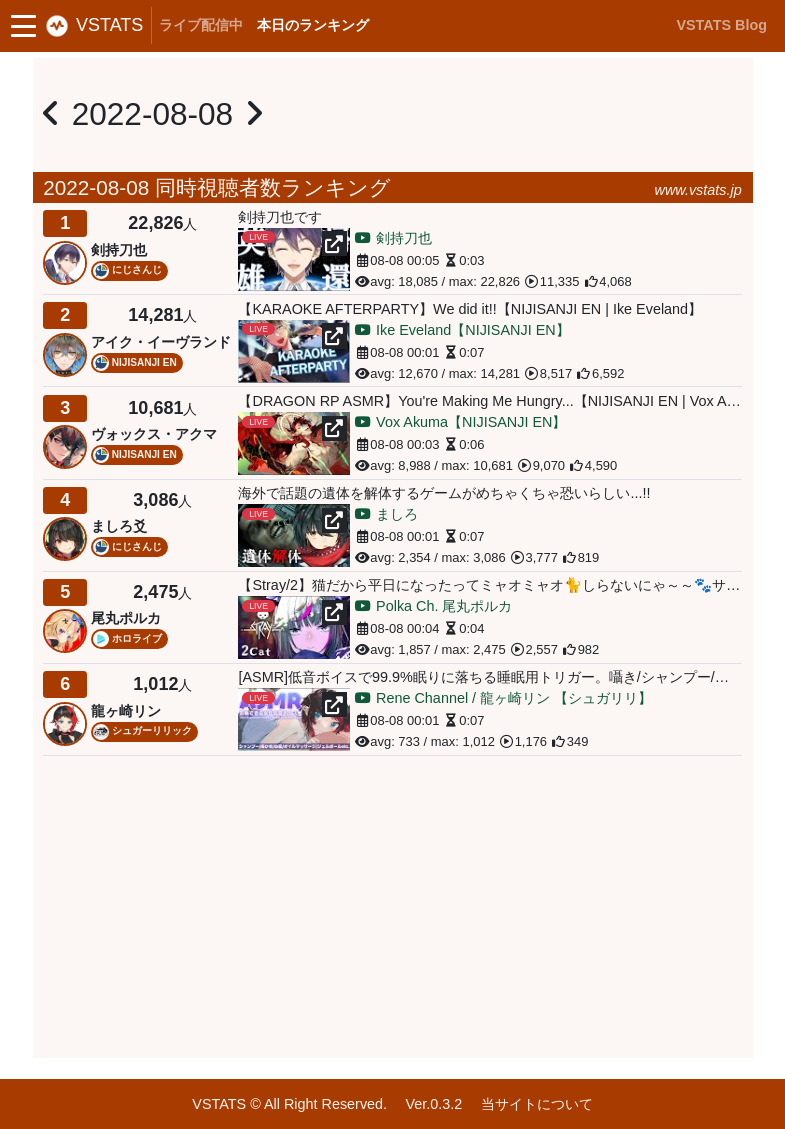 VSTATS ライブ配信中 本日のランキング VSTATS Blog
2022-08-08
2022-08-08 同時視聴者数ランキング www.vstats.jp
1 22,826人
剣持刀也
にじさんじ
剣持刀也です
LIVE
剣持刀也
08-08 00:05 0:03
avg: 18,085 / max: 22,826 11,335 4,068
2 14,281人
アイク・イーヴランド
NIJISANJI EN
【KARAOKE AFTERPARTY】We did it!!【NIJISANJI EN | Ike Eveland】
LIVE
KARAOKE
AFTERPARTY
Ike Eveland【NIJISANJI EN】
08-08 00:01 0:07
avg: 12,670 / max: 14,281 8,517 6,592
3 10,681人
ヴォックス・アクマ
NIJISANJI EN
【DRAGON RP ASMR】You're Making Me Hungry...【NIJISANJI EN | Vox A…
LIVE
Vox Akuma【NIJISANJI EN】
08-08 00:03 0:06
avg: 8,988 / max: 10,681 9,070 4,590
4 3,086人
ましろ爻
にじさんじ
海外で話題の遺体を解体するゲームがめちゃくちゃ恐いらしい...!!
LIVE
遺体解体
ましろ
08-08 00:01 0:07
avg: 2,354 / max: 3,086 3,777 819
5 2,475人
尾丸ポルカ
ホロライブ
【Stray/2】猫だから平日になったってミャオミャオ🐈しらないにゃ～～🐾サ…
LIVE
STRAY
2Cat
Polka Ch. 尾丸ポルカ
08-08 00:04 0:04
avg: 1,857 / max: 2,475 2,557 982
6 1,012人
龍ヶ崎リン
シュガーリリック
[ASMR]低音ボイスで99.9%眠りに落ちる睡眠用トリガー。囁き/シャンプー/…
LIVE
ASMR
Rene Channel / 龍ヶ崎リン 【シュガリリ】
08-08 00:01 0:07
avg: 733 / max: 1,012 1,176 349
VSTATS © All Right Reserved. Ver.0.3.2 当サイトについて